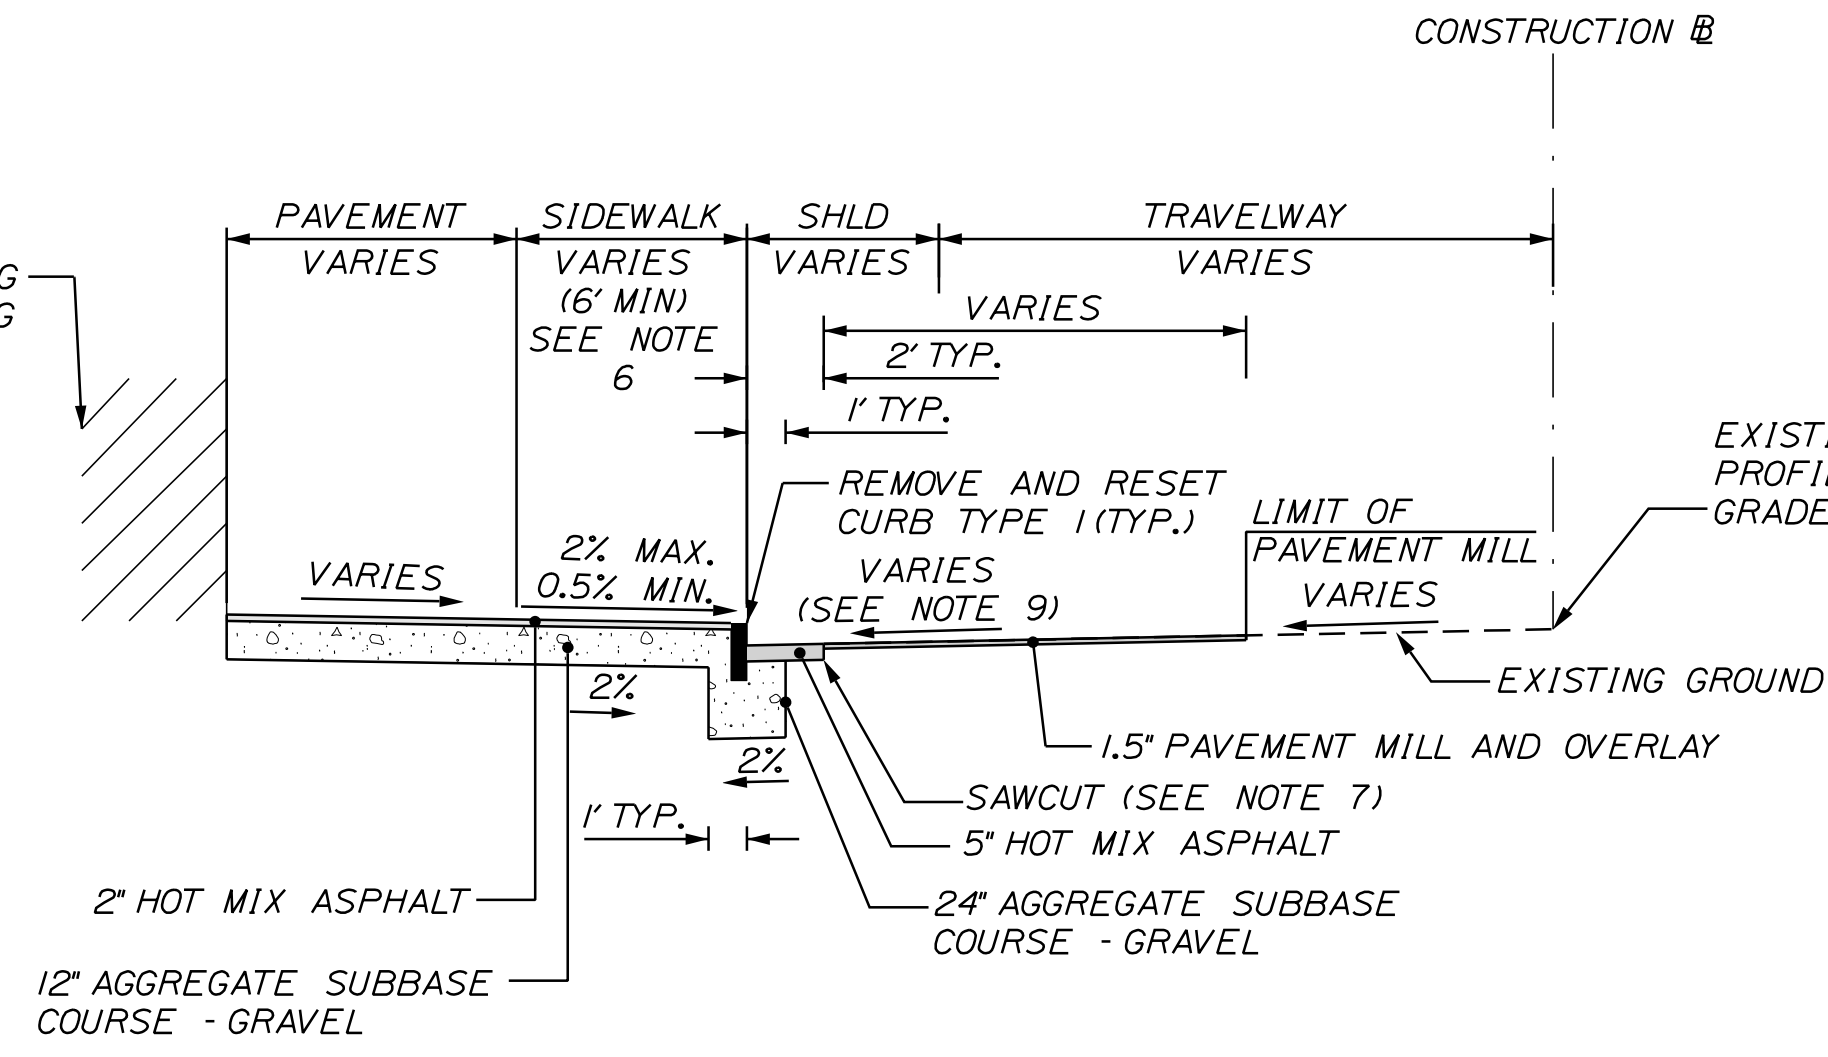 CONSTRUCTION BL
PAVEMENT
VARIES
SIDEWALK
VARIES
(6' MIN)
SEE NOTE
6
SHLD
VARIES
TRAVELWAY
VARIES
VARIES
2' TYP.
1' TYP.
G
G
REMOVE AND RESET
CURB TYPE 1 (TYP.)
LIMIT OF
PAVEMENT MILL
VARIES
2% MAX.
0.5% MIN.
VARIES
(SEE NOTE 9)
VARIES
EXISTING GROUND
2%
2%
1' TYP.
1.5" PAVEMENT MILL AND OVERLAY
SAWCUT (SEE NOTE 7)
5" HOT MIX ASPHALT
24" AGGREGATE SUBBASE
COURSE - GRAVEL
2" HOT MIX ASPHALT
12" AGGREGATE SUBBASE
COURSE - GRAVEL
GRADE